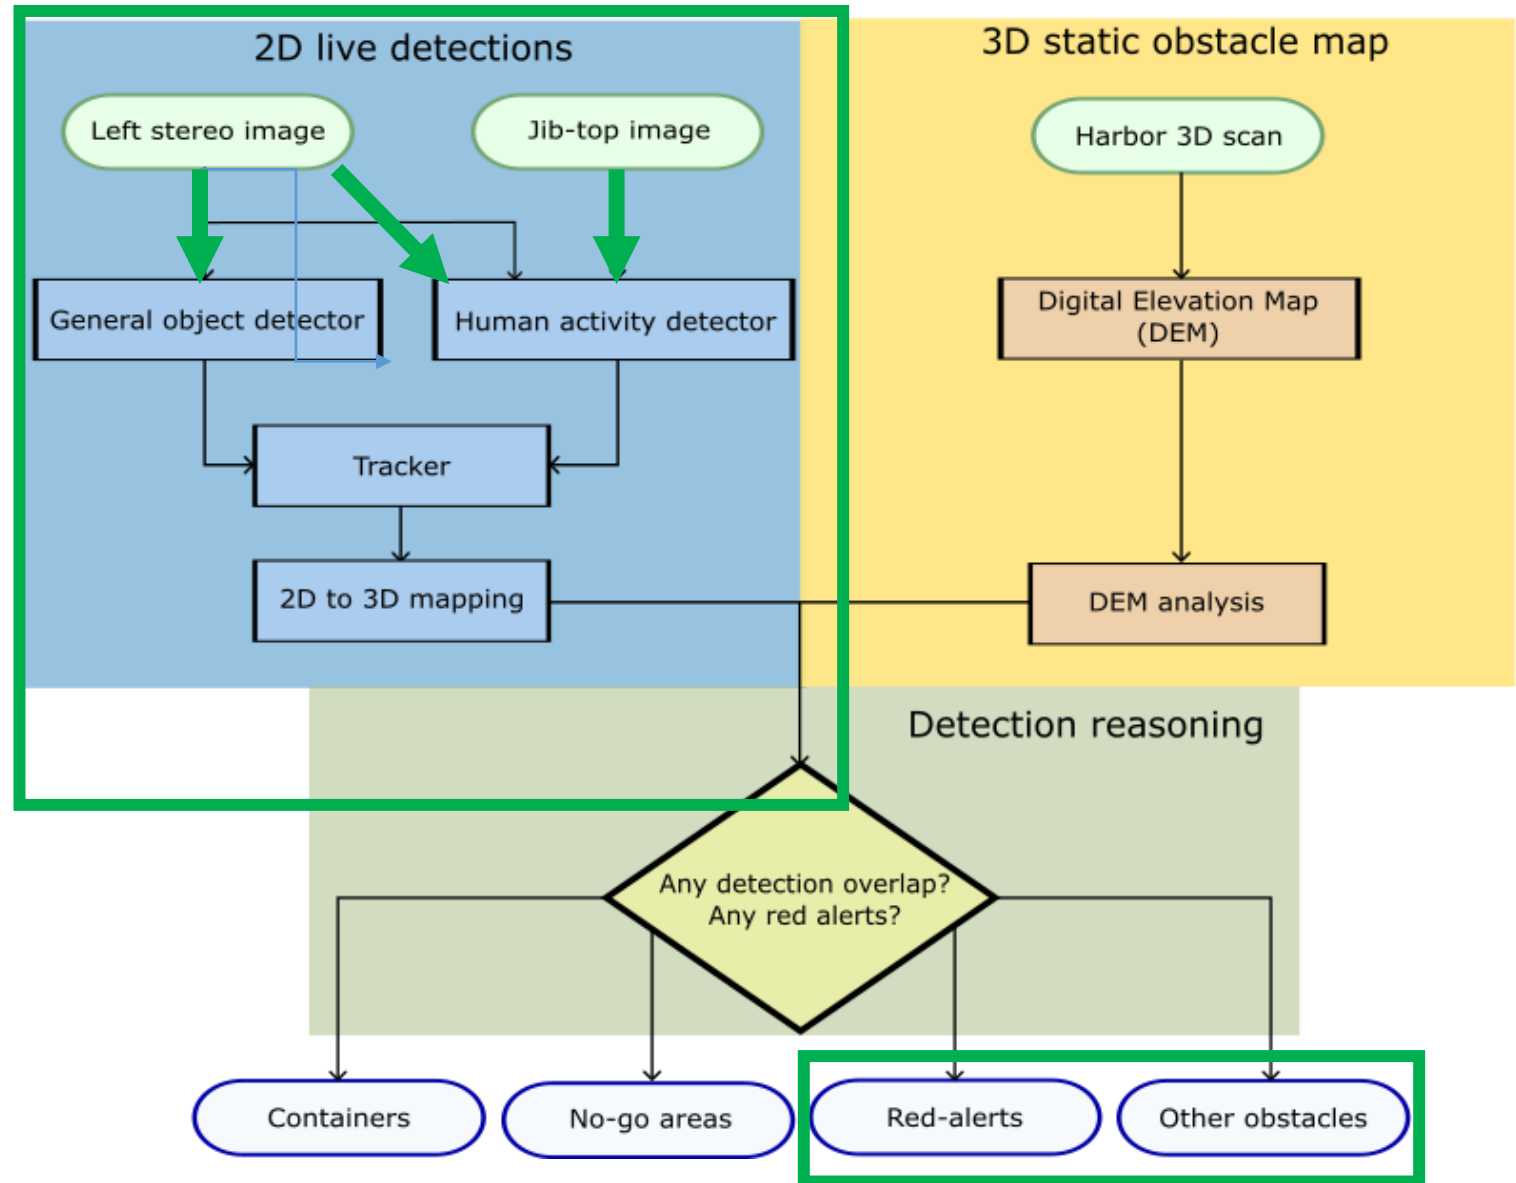 2D live detections
3D static obstacle map
Left stereo image
Jib-top image
Harbor 3D scan
General object detector
Human activity detector
Digital Elevation Map
(DEM)
Tracker
2D to 3D mapping
DEM analysis
Detection reasoning
Any detection overlap?
Any red alerts?
Containers
No-go areas
Red-alerts
Other obstacles